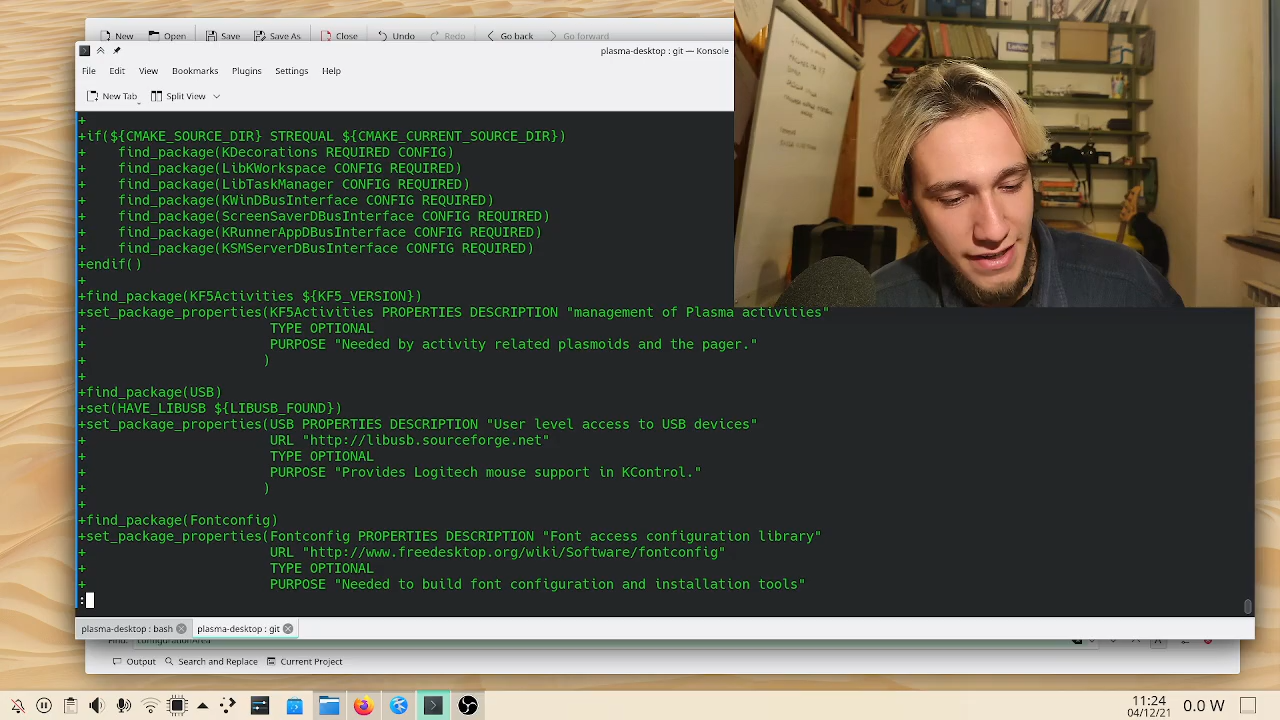 New Open Save Save As Close Undo Redo Go back Go forward
plasma-desktop : git — Konsole
File Edit View Bookmarks Plugins Settings Help
New Tab Split View
+
+if(${CMAKE_SOURCE_DIR} STREQUAL ${CMAKE_CURRENT_SOURCE_DIR})
+    find_package(KDecorations REQUIRED CONFIG)
+    find_package(LibKWorkspace CONFIG REQUIRED)
+    find_package(LibTaskManager CONFIG REQUIRED)
+    find_package(KWinDBusInterface CONFIG REQUIRED)
+    find_package(ScreenSaverDBusInterface CONFIG REQUIRED)
+    find_package(KRunnerAppDBusInterface CONFIG REQUIRED)
+    find_package(KSMServerDBusInterface CONFIG REQUIRED)
+endif()
+
+find_package(KF5Activities ${KF5_VERSION})
+set_package_properties(KF5Activities PROPERTIES DESCRIPTION "management of Plasma activities"
+                       TYPE OPTIONAL
+                       PURPOSE "Needed by activity related plasmoids and the pager."
+                      )
+
+find_package(USB)
+set(HAVE_LIBUSB ${LIBUSB_FOUND})
+set_package_properties(USB PROPERTIES DESCRIPTION "User level access to USB devices"
+                       URL "http://libusb.sourceforge.net"
+                       TYPE OPTIONAL
+                       PURPOSE "Provides Logitech mouse support in KControl."
+                      )
+
+find_package(Fontconfig)
+set_package_properties(Fontconfig PROPERTIES DESCRIPTION "Font access configuration library"
+                       URL "http://www.freedesktop.org/wiki/Software/fontconfig"
+                       TYPE OPTIONAL
+                       PURPOSE "Needed to build font configuration and installation tools"
:
plasma-desktop : bash plasma-desktop : git
Output Search and Replace Current Project
11:24
04/12/21
0.0 W